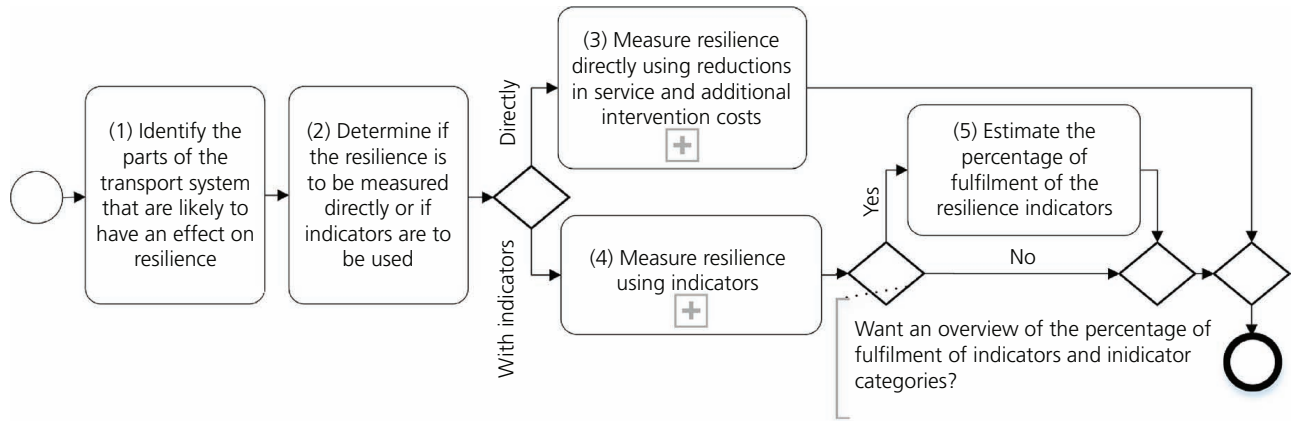 (1) Identify the
parts of the
transport system
that are likely to
have an effect on
resilience
(2) Determine if
the resilience is
to be measured
directly or if
indicators are to
be used
Directly
With indicators
(3) Measure resilience
directly using reductions
in service and additional
intervention costs
(4) Measure resilience
using indicators
Yes
No
(5) Estimate the
percentage of
fulfilment of the
resilience indicators
Want an overview of the percentage of
fulfilment of indicators and inidicator
categories?